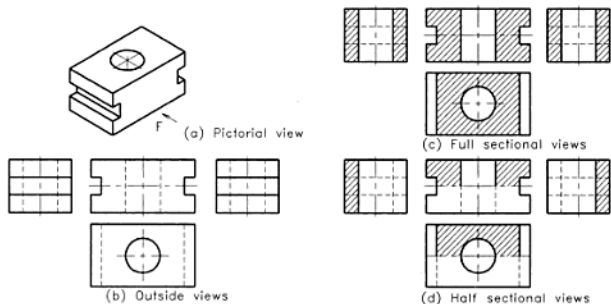 F
(a) Pictorial view
(b) Outside views
(c) Full sectional views
(d) Half sectional views